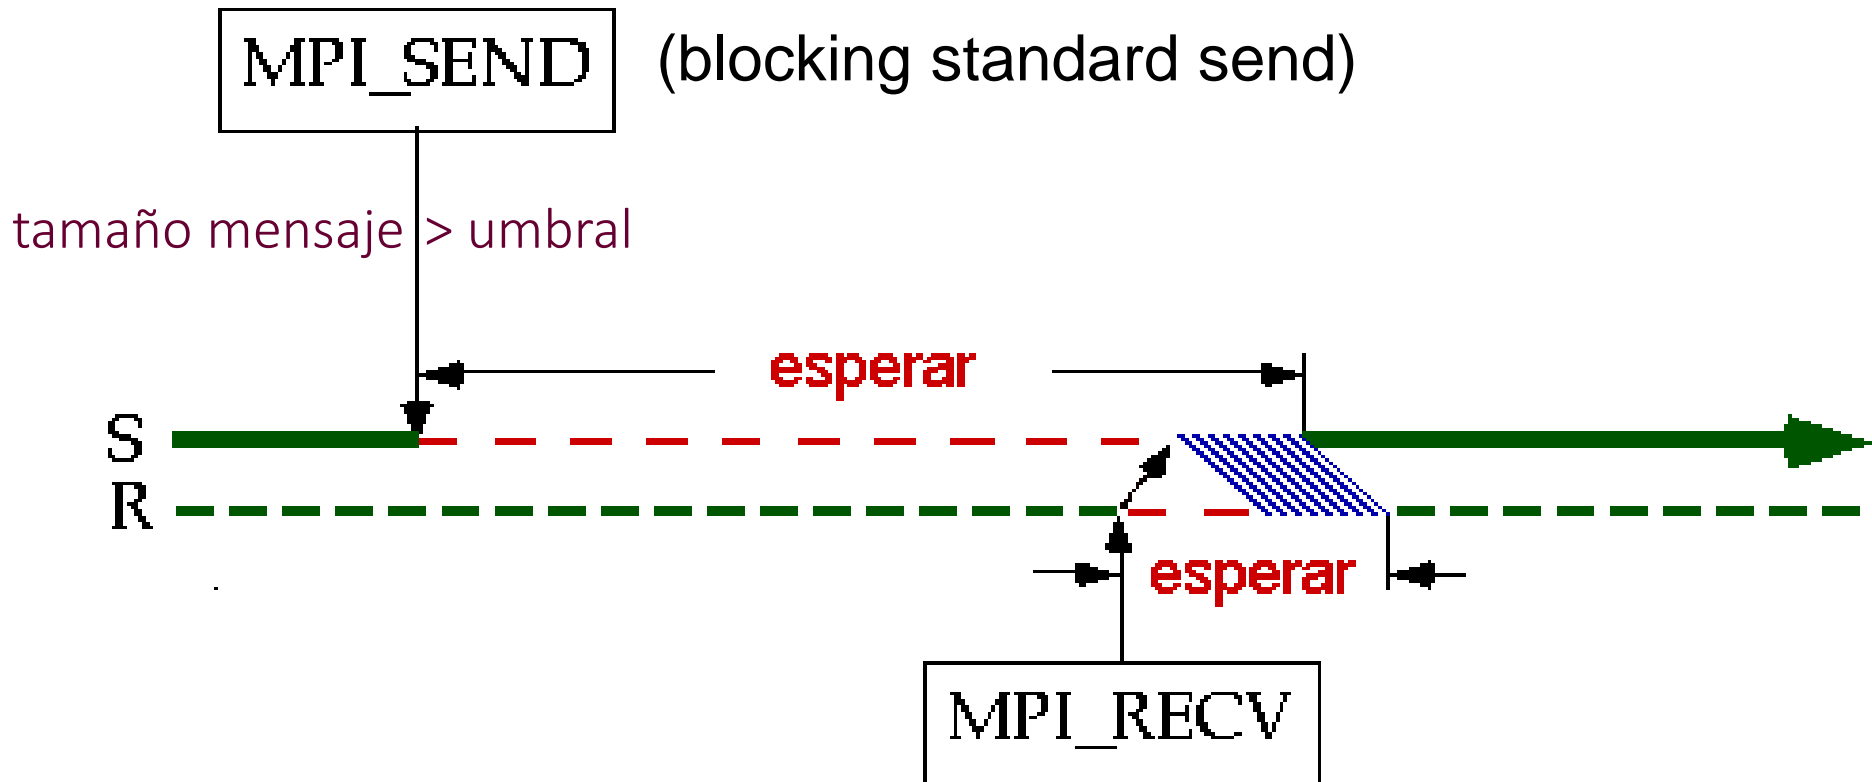 MPI_SEND (blocking standard send)
tamaño mensaje > umbral
esperar
S
R
esperar
MPI_RECV